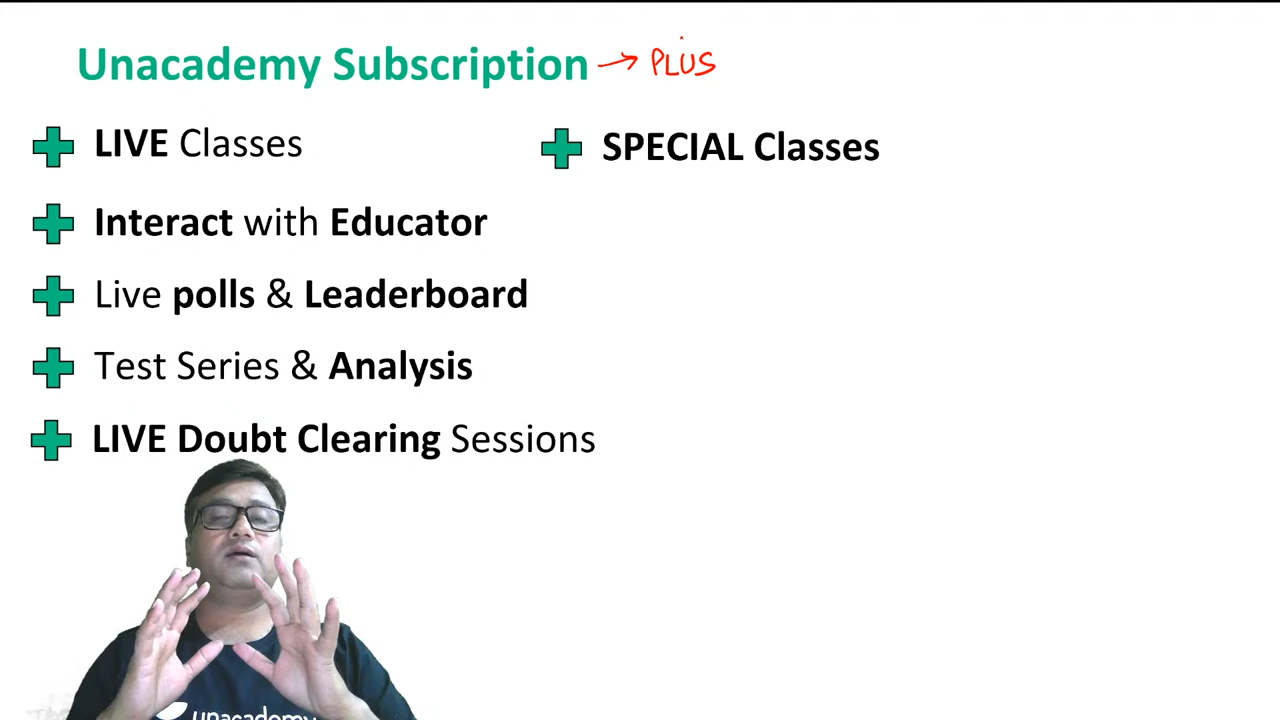 Unacademy Subscription → PLUS
LIVE Classes
Interact with Educator
Live polls & Leaderboard
Test Series & Analysis
LIVE Doubt Clearing Sessions
SPECIAL Classes
unacademy